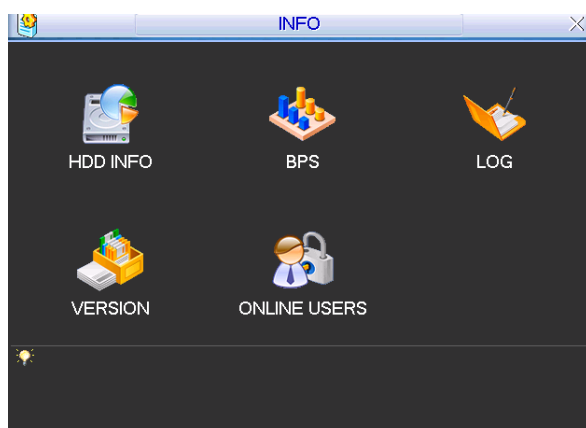 INFO
HDD INFO
BPS
LOG
VERSION
ONLINE USERS